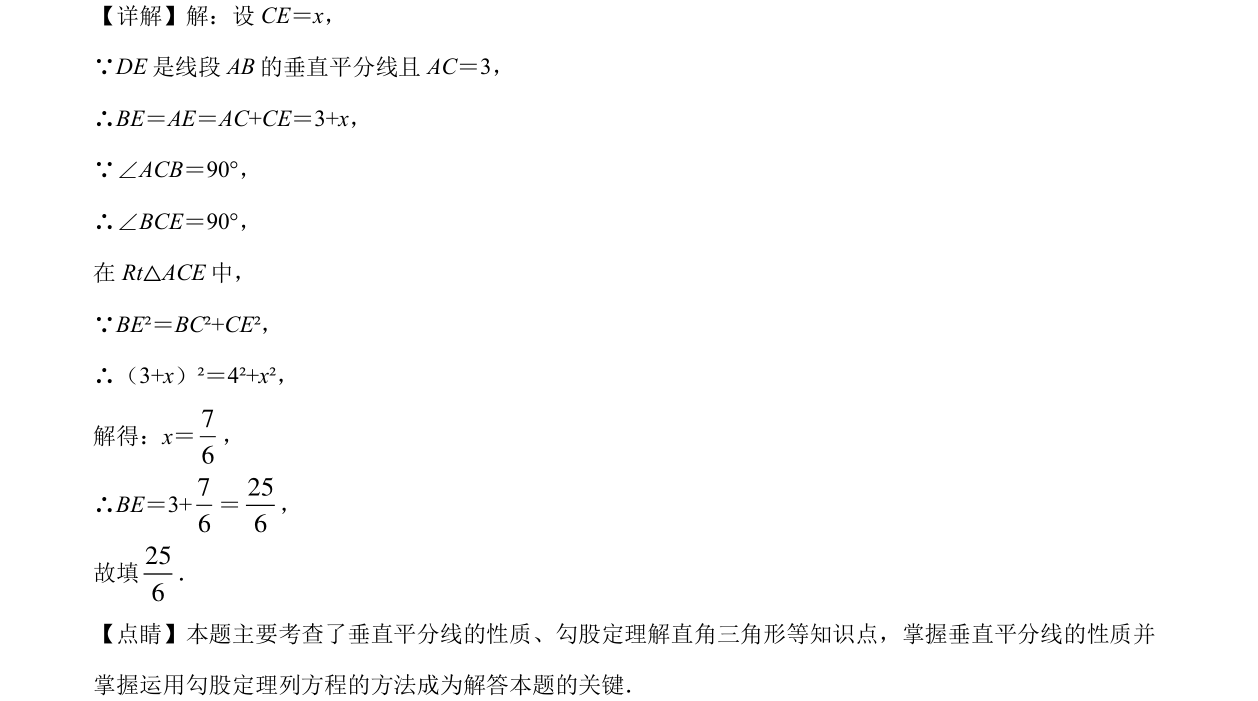 【详解】解：设 CE＝x，
∵DE 是线段 AB 的垂直平分线且 AC＝3，
∴BE＝AE＝AC+CE＝3+x，
∵∠ACB＝90°，
∴∠BCE＝90°，
在 Rt△ACE 中，
∵BE²＝BC²+CE²，
∴（3+x）²＝4²+x²，
解得：x＝7/6，
∴BE＝3+7/6＝25/6，
故填25/6．
【点睛】本题主要考查了垂直平分线的性质、勾股定理解直角三角形等知识点，掌握垂直平分线的性质并
掌握运用勾股定理列方程的方法成为解答本题的关键．